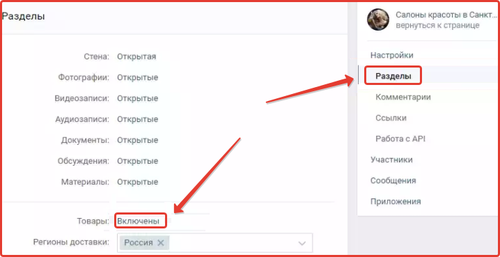 Разделы
Стена: Открытая
Фотографии: Открытые
Видеозаписи: Открытые
Аудиозаписи: Открытые
Документы: Открытые
Обсуждения: Открытые
Материалы: Открытые
Товары: Включены
Регионы доставки: Россия
Салоны красоты в Санкт...
вернуться к странице
Настройки
Разделы
Комментарии
Ссылки
Работа с API
Участники
Сообщения
Приложения